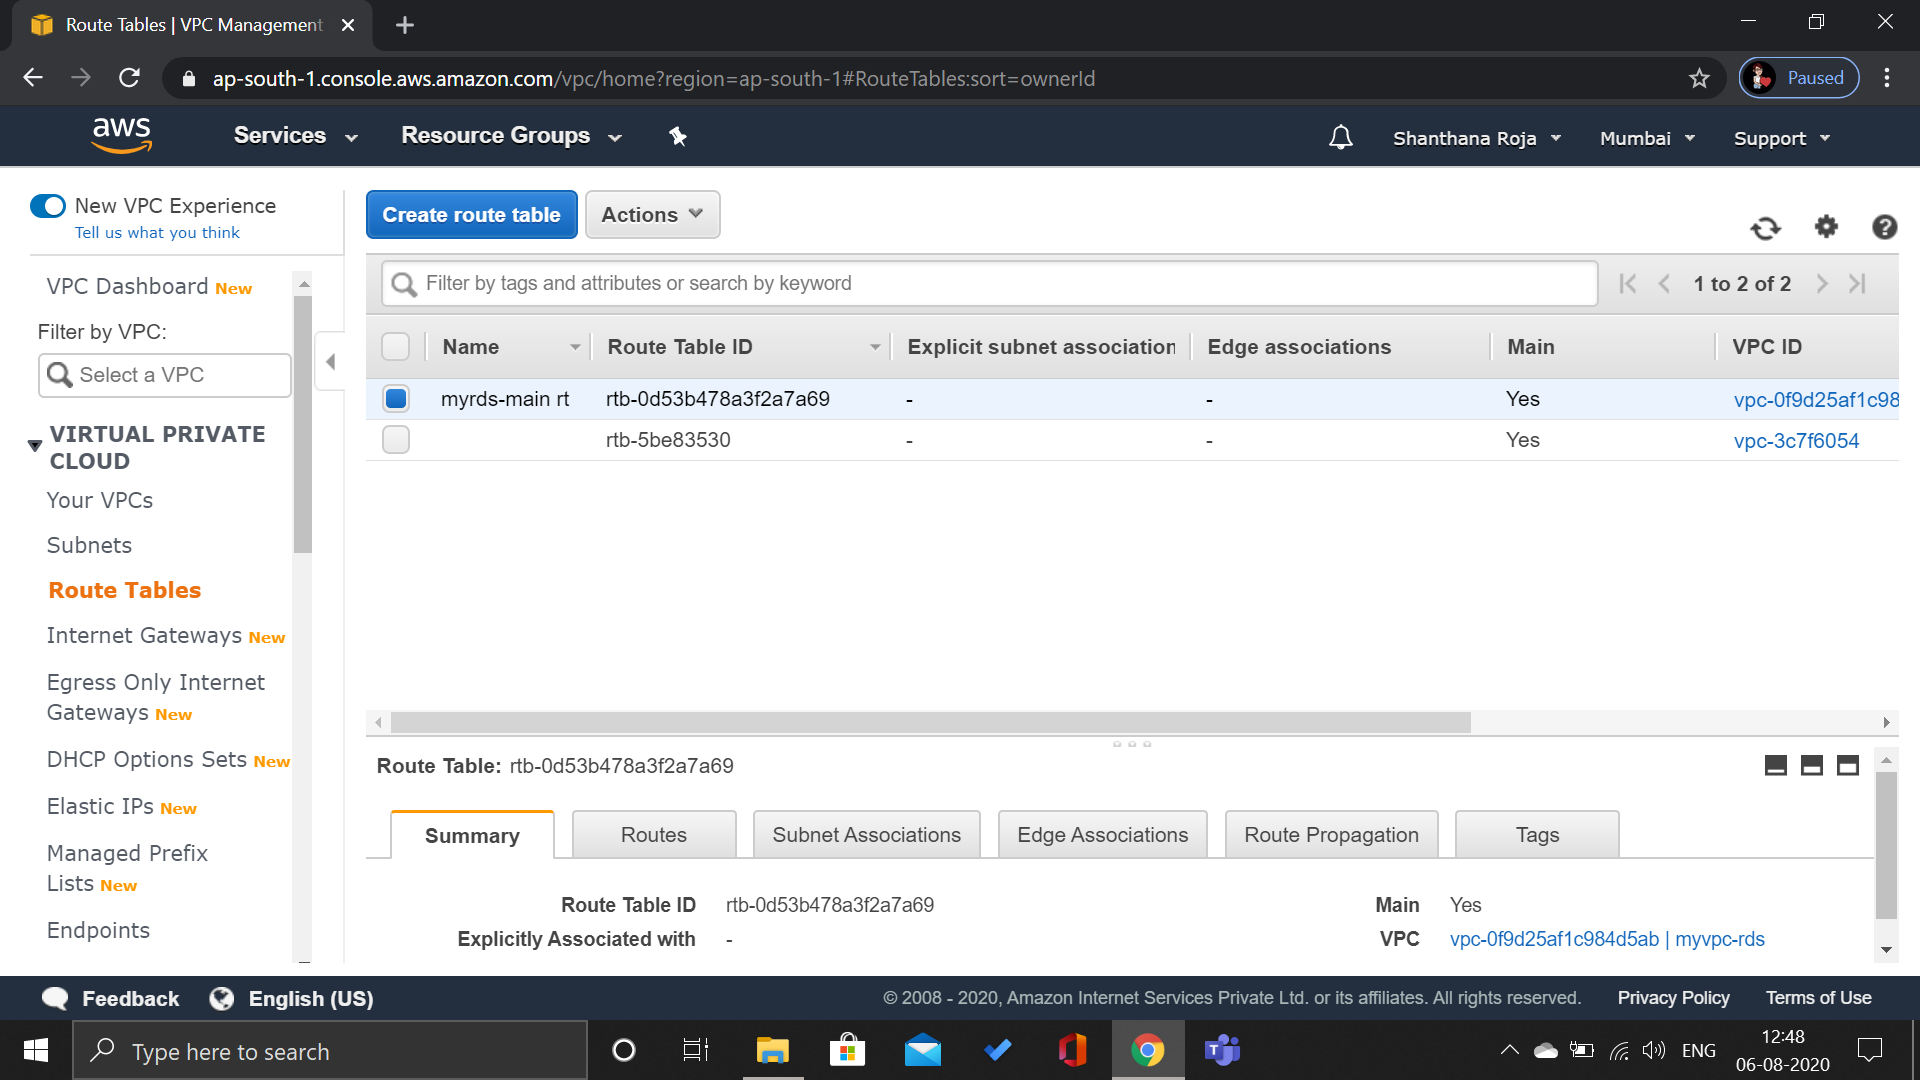 Route Tables | VPC Management
ap-south-1.console.aws.amazon.com/vpc/home?region=ap-south-1#RouteTables:sort=ownerId
Paused
aws
Services
Resource Groups
Shanthana Roja
Mumbai
Support
New VPC Experience
Tell us what you think
Create route table
Actions
VPC Dashboard New
Filter by VPC:
Select a VPC
VIRTUAL PRIVATE
CLOUD
Your VPCs
Subnets
Route Tables
Internet Gateways New
Egress Only Internet
Gateways New
DHCP Options Sets New
Elastic IPs New
Managed Prefix
Lists New
Endpoints
Filter by tags and attributes or search by keyword
1 to 2 of 2
Name Route Table ID Explicit subnet association Edge associations Main VPC ID
myrds-main rt rtb-0d53b478a3f2a7a69 - - Yes vpc-0f9d25af1c98
rtb-5be83530 - - Yes vpc-3c7f6054
Route Table: rtb-0d53b478a3f2a7a69
Summary Routes Subnet Associations Edge Associations Route Propagation Tags
Route Table ID rtb-0d53b478a3f2a7a69 Main Yes
Explicitly Associated with - VPC vpc-0f9d25af1c984d5ab | myvpc-rds
Feedback English (US) © 2008 - 2020, Amazon Internet Services Private Ltd. or its affiliates. All rights reserved. Privacy Policy Terms of Use
Type here to search
ENG
12:48
06-08-2020